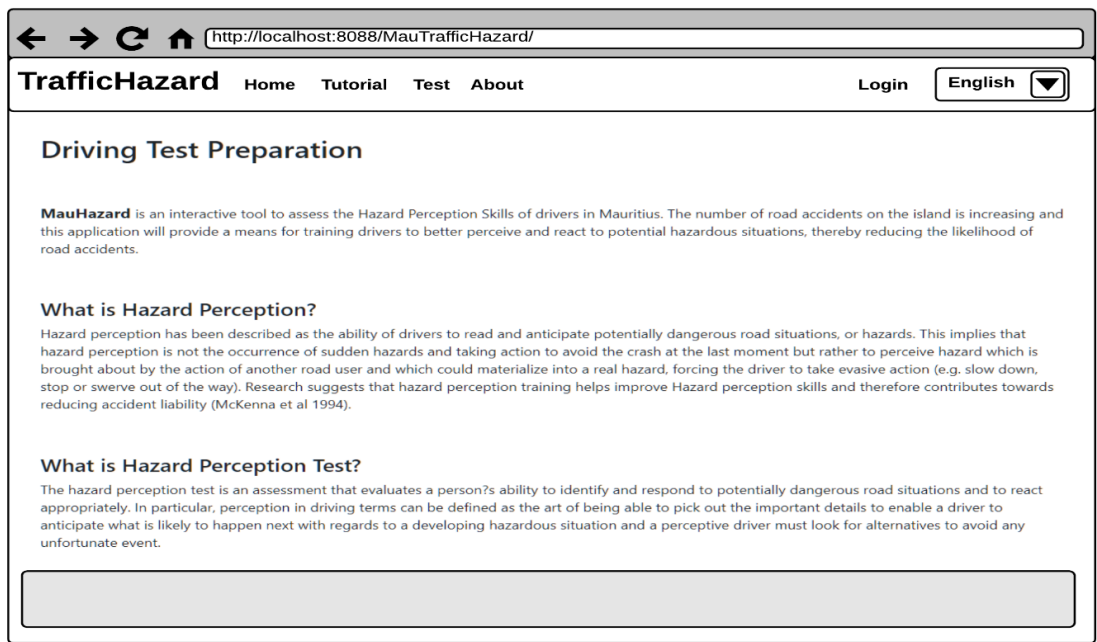 http://localhost:8088/MauTrafficHazard/
TrafficHazard Home Tutorial Test About Login English
Driving Test Preparation
MauHazard is an interactive tool to assess the Hazard Perception Skills of drivers in Mauritius. The number of road accidents on the island is increasing and
this application will provide a means for training drivers to better perceive and react to potential hazardous situations, thereby reducing the likelihood of
road accidents.
What is Hazard Perception?
Hazard perception has been described as the ability of drivers to read and anticipate potentially dangerous road situations, or hazards. This implies that
hazard perception is not the occurrence of sudden hazards and taking action to avoid the crash at the last moment but rather to perceive hazard which is
brought about by the action of another road user and which could materialize into a real hazard, forcing the driver to take evasive action (e.g. slow down,
stop or swerve out of the way). Research suggests that hazard perception training helps improve Hazard perception skills and therefore contributes towards
reducing accident liability (McKenna et al 1994).
What is Hazard Perception Test?
The hazard perception test is an assessment that evaluates a person?s ability to identify and respond to potentially dangerous road situations and to react
appropriately. In particular, perception in driving terms can be defined as the art of being able to pick out the important details to enable a driver to
anticipate what is likely to happen next with regards to a developing hazardous situation and a perceptive driver must look for alternatives to avoid any
unfortunate event.